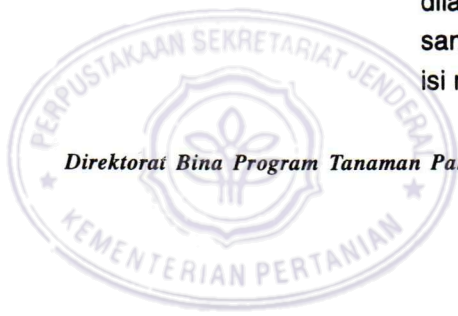 dila
san
isi r
PERPUSTAKAAN SEKRETARIAT JENDERAL
Direktorat Bina Program Tanaman Pa
KEMENTERIAN PERTANIAN